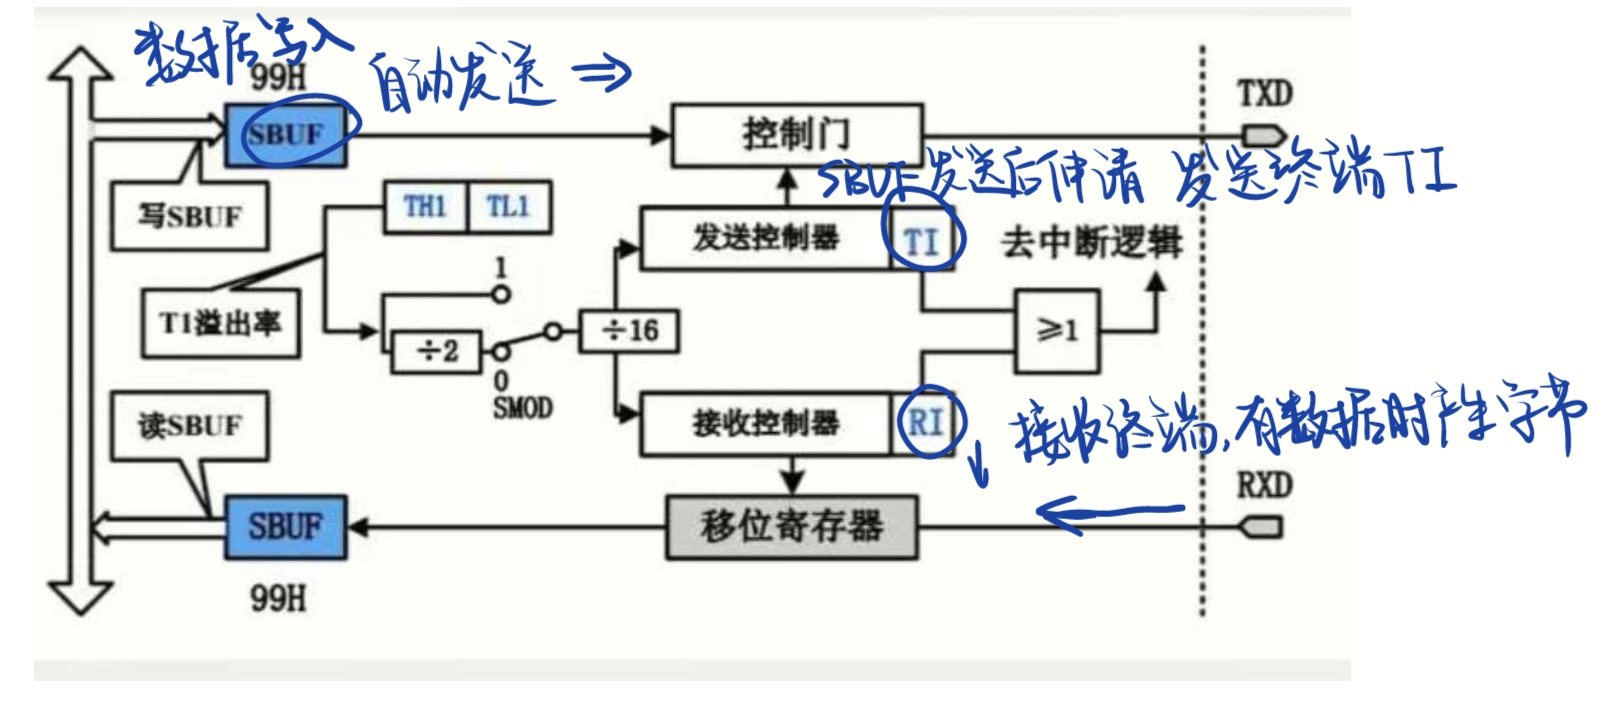 数据写入
自动发送 ⇒
99H
TXD
SBUF
控制门
SBUF发送后申请 发送终端TI
写SBUF
TH1 TL1
发送控制器 TI
去中断逻辑
1
T1溢出率
÷2
÷16
≥1
0
SMOD
读SBUF
接收控制器 RI
接收终端,有数据时产生字节
RXD
SBUF
移位寄存器
99H